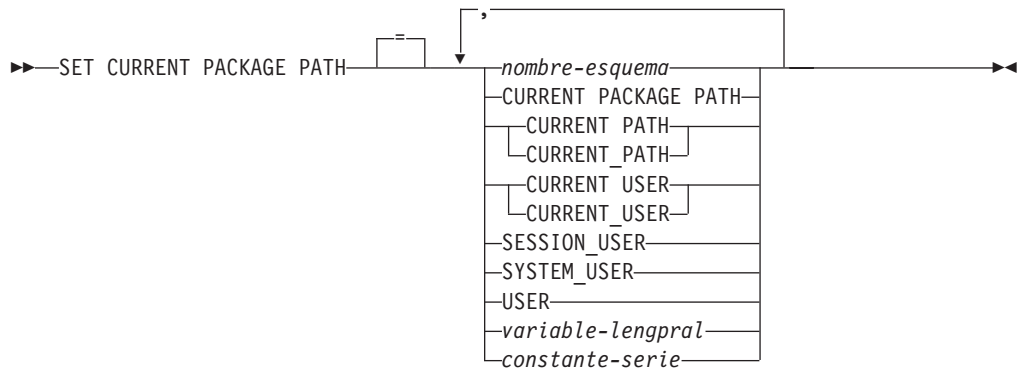 ,
=
SET CURRENT PACKAGE PATH
nombre-esquema
CURRENT PACKAGE PATH
CURRENT PATH
CURRENT_PATH
CURRENT USER
CURRENT_USER
SESSION_USER
SYSTEM_USER
USER
variable-lengpral
constante-serie